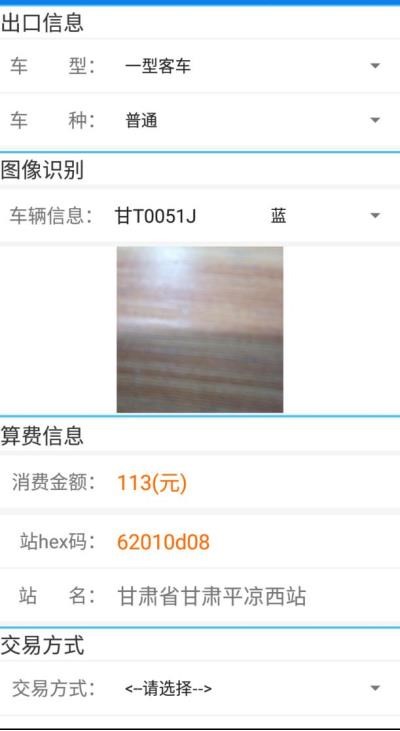 出口信息
车 型： 一型客车
车 种： 普通
图像识别
车辆信息： 甘T0051J 蓝
算费信息
消费金额： 113(元)
站hex码： 62010d08
站 名： 甘肃省甘肃平凉西站
交易方式
交易方式： <--请选择-->